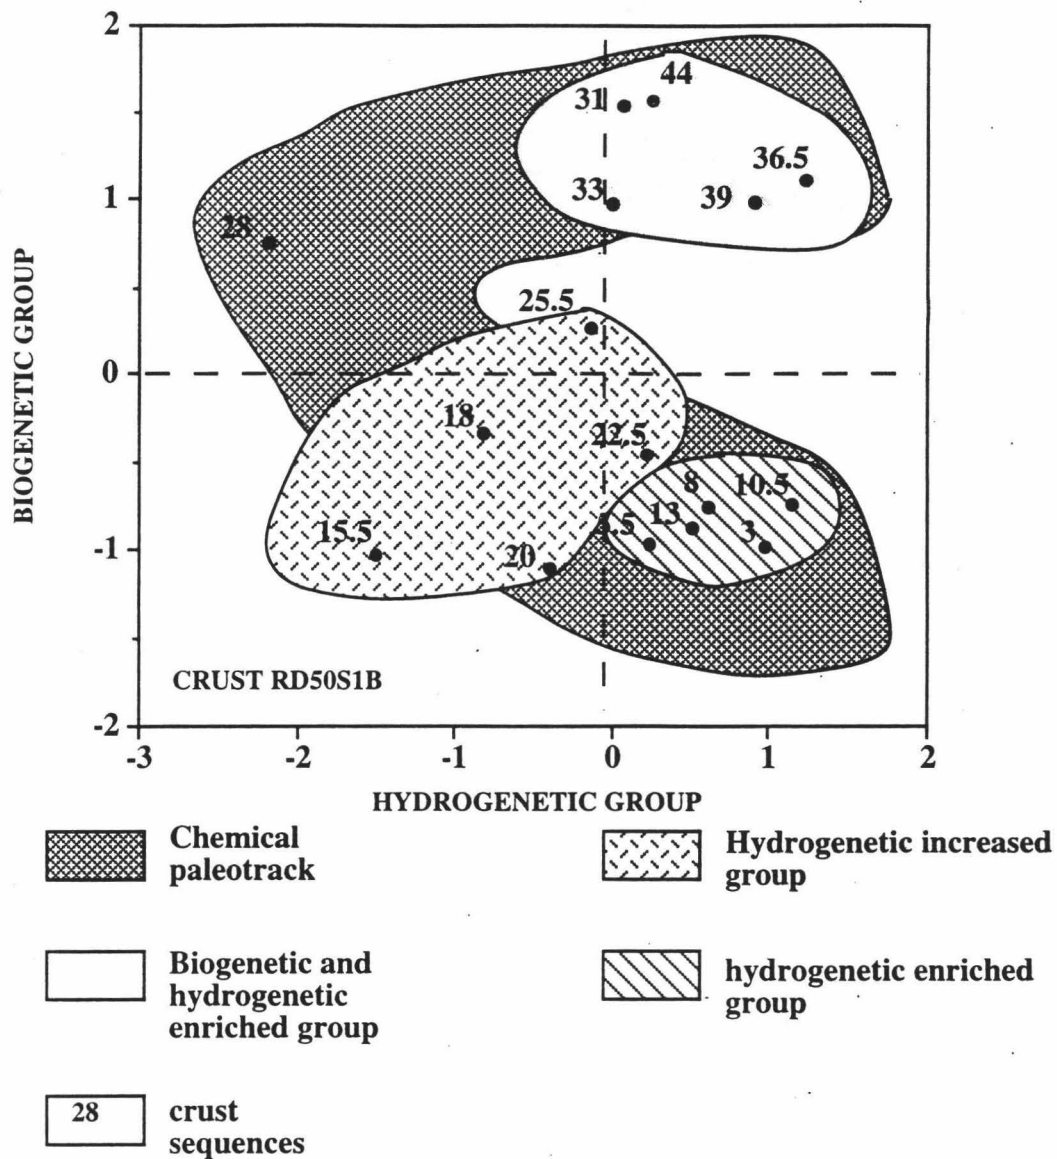 2
44
31
36.5
1
33
39
28
25.5
0
18
22.5
8
10.5
13
3
.5
15.5
-1
20
CRUST RD50S1B
-2
-3
-2
-1
0
1
2
BIOGENETIC GROUP
HYDROGENETIC GROUP
Chemical
paleotrack
Hydrogenetic increased
group
Biogenetic and
hydrogenetic
enriched group
hydrogenetic enriched
group
28
crust
sequences